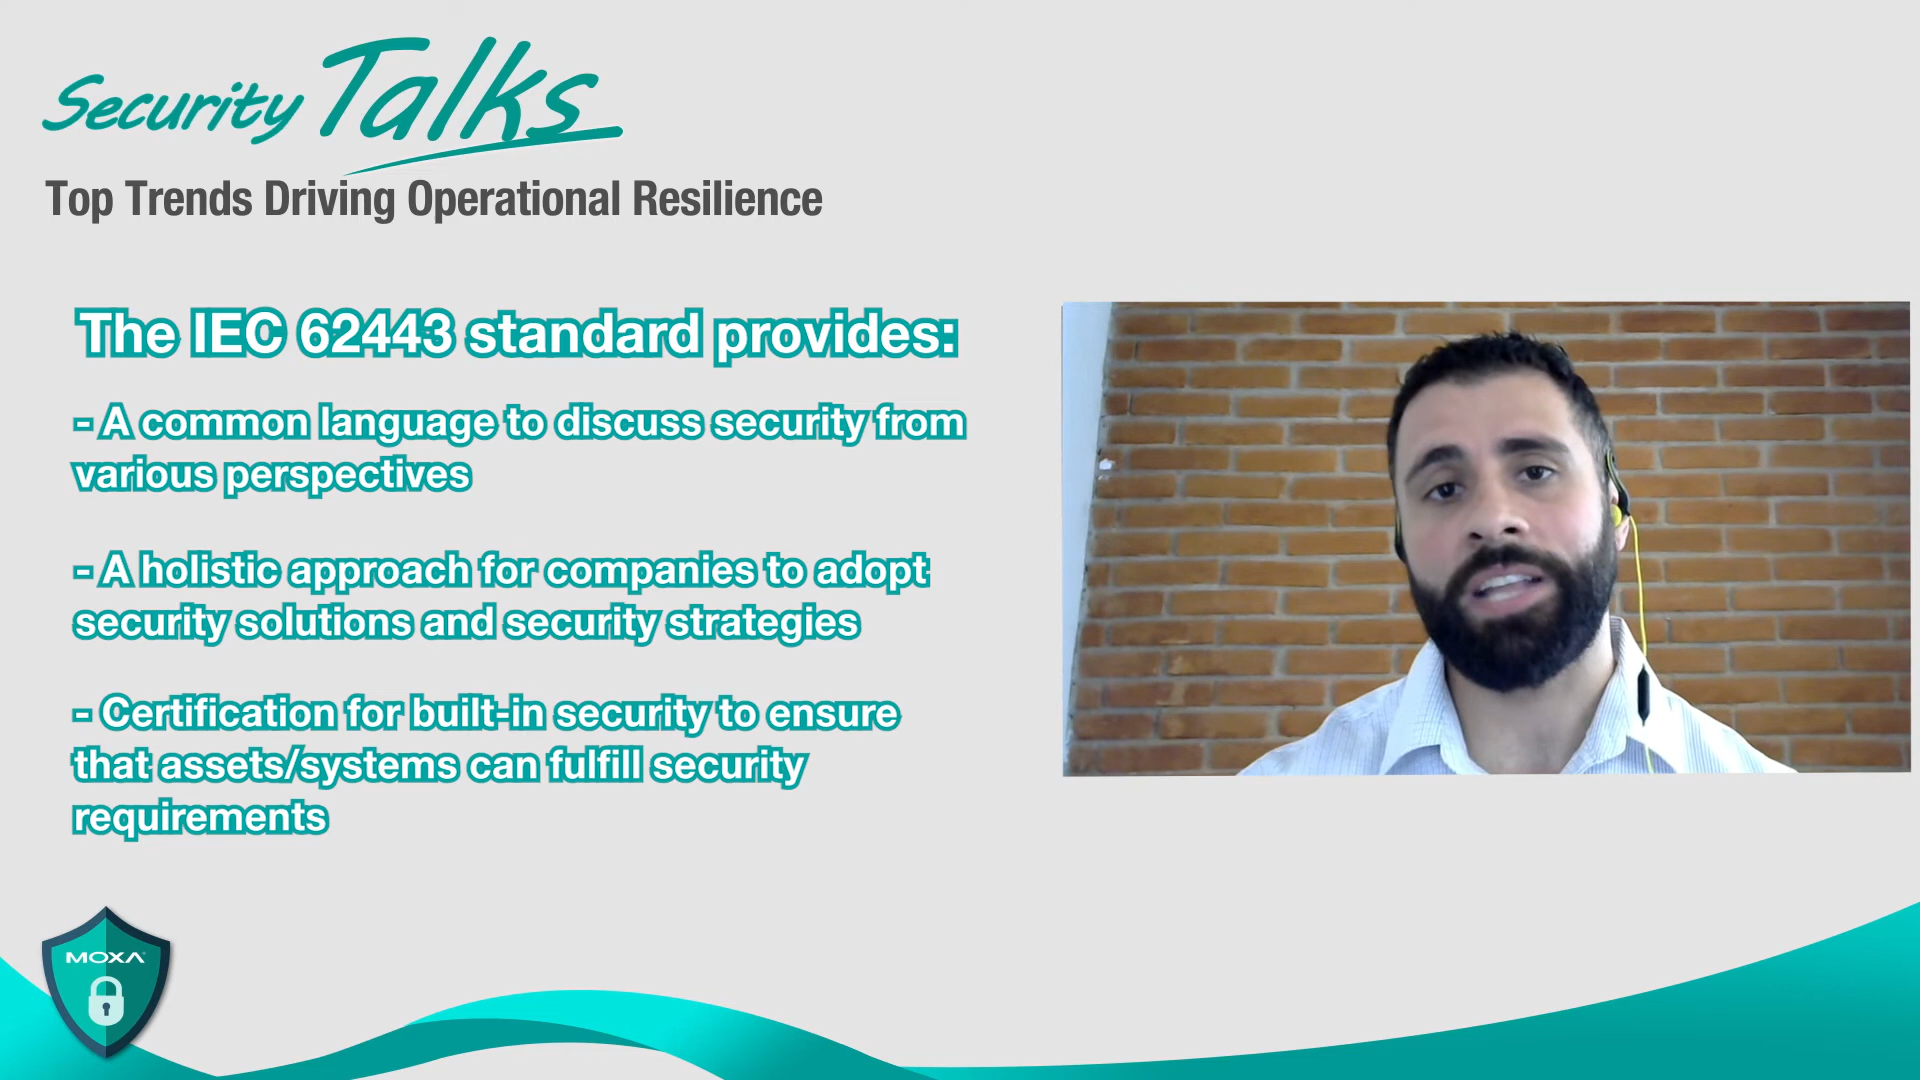 Security Talks
Top Trends Driving Operational Resilience
The IEC 62443 standard provides:
- A common language to discuss security from
various perspectives
- A holistic approach for companies to adopt
security solutions and security strategies
- Certification for built-in security to ensure
that assets/systems can fulfill security
requirements
MOXA